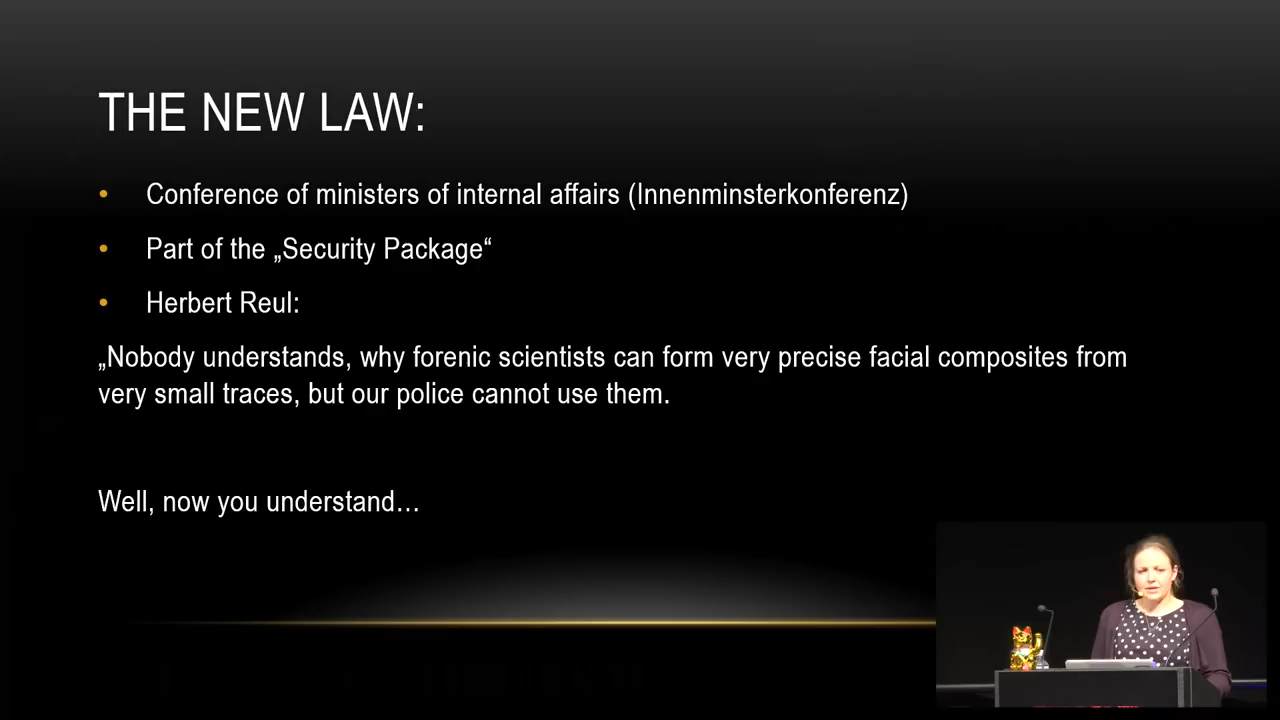 THE NEW LAW:
• Conference of ministers of internal affairs (Innenminsterkonferenz)
• Part of the „Security Package“
• Herbert Reul:
„Nobody understands, why forenic scientists can form very precise facial composites from
very small traces, but our police cannot use them.
Well, now you understand…